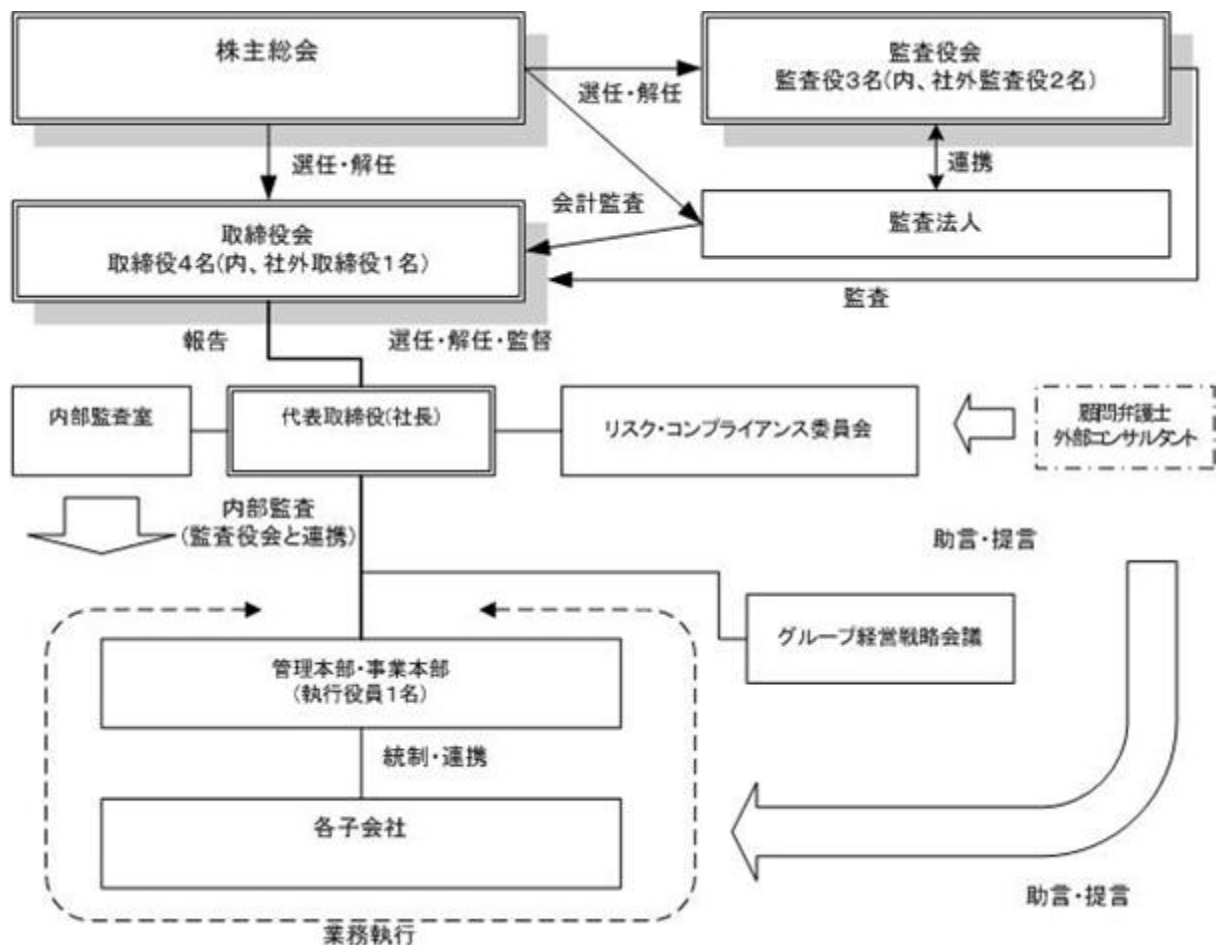 株主総会
監査役会
監査役3名(内、社外監査役2名)
選任・解任
選任・解任
連携
会計監査
監査法人
取締役会
取締役4名(内、社外取締役1名)
監査
報告
選任・解任・監督
内部監査室
代表取締役(社長)
リスク・コンプライアンス委員会
顧問弁護士
外部コンサルタント
内部監査
(監査役会と連携)
助言・提言
グループ経営戦略会議
管理本部・事業本部
(執行役員1名)
統制・連携
各子会社
助言・提言
業務執行